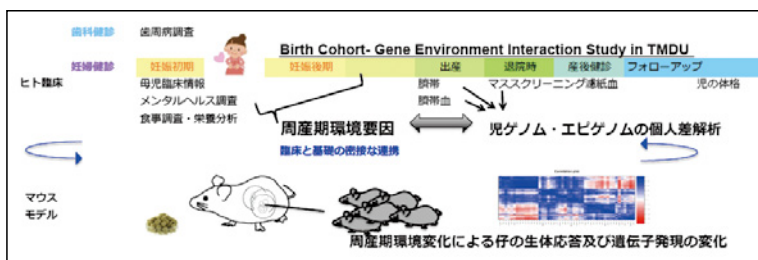 歯科健診 歯周病調査
Birth Cohort- Gene Environment Interaction Study in TMDU
妊婦健診 妊娠初期 妊娠後期 出産 退院時 産後健診 フォローアップ
ヒト臨床 母児臨床情報 臍帯 マススクリーニング濾紙血 児の体格
メンタルヘルス調査 臍帯血
食事調査・栄養分析
周産期環境要因 児ゲノム・エピゲノムの個人差解析
臨床と基礎の密接な連携
マウス
モデル
周産期環境変化による仔の生体応答及び遺伝子発現の変化